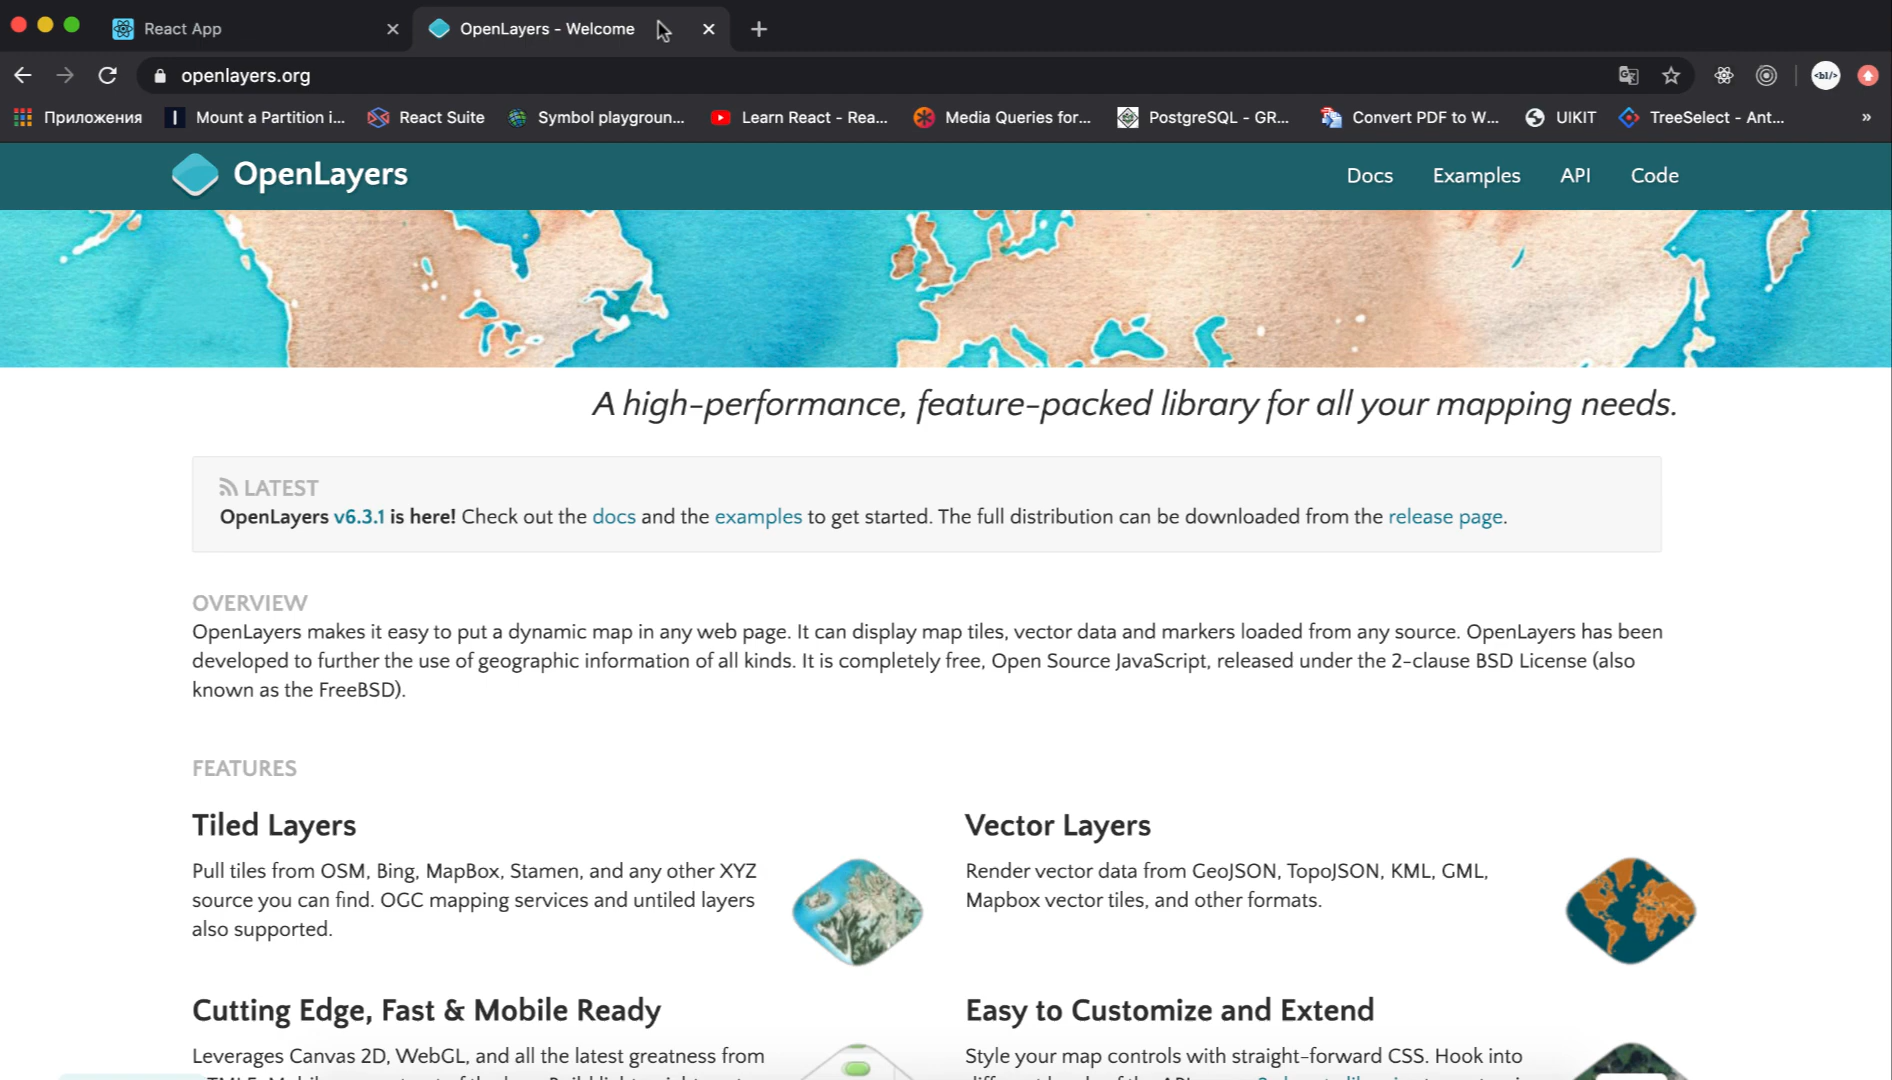 React App
OpenLayers - Welcome
openlayers.org
Приложения
Mount a Partition i...
React Suite
Symbol playgroun...
Learn React - Rea...
Media Queries for...
PostgreSQL - GR...
Convert PDF to W...
UIKIT
TreeSelect - Ant...
»
OpenLayers
Docs
Examples
API
Code
A high-performance, feature-packed library for all your mapping needs.
LATEST
OpenLayers v6.3.1 is here! Check out the docs and the examples to get started. The full distribution can be downloaded from the release page.
OVERVIEW
OpenLayers makes it easy to put a dynamic map in any web page. It can display map tiles, vector data and markers loaded from any source. OpenLayers has been
developed to further the use of geographic information of all kinds. It is completely free, Open Source JavaScript, released under the 2-clause BSD License (also
known as the FreeBSD).
FEATURES
Tiled Layers
Pull tiles from OSM, Bing, MapBox, Stamen, and any other XYZ
source you can find. OGC mapping services and untiled layers
also supported.
Vector Layers
Render vector data from GeoJSON, TopoJSON, KML, GML,
Mapbox vector tiles, and other formats.
Cutting Edge, Fast & Mobile Ready
Leverages Canvas 2D, WebGL, and all the latest greatness from
Easy to Customize and Extend
Style your map controls with straight-forward CSS. Hook into